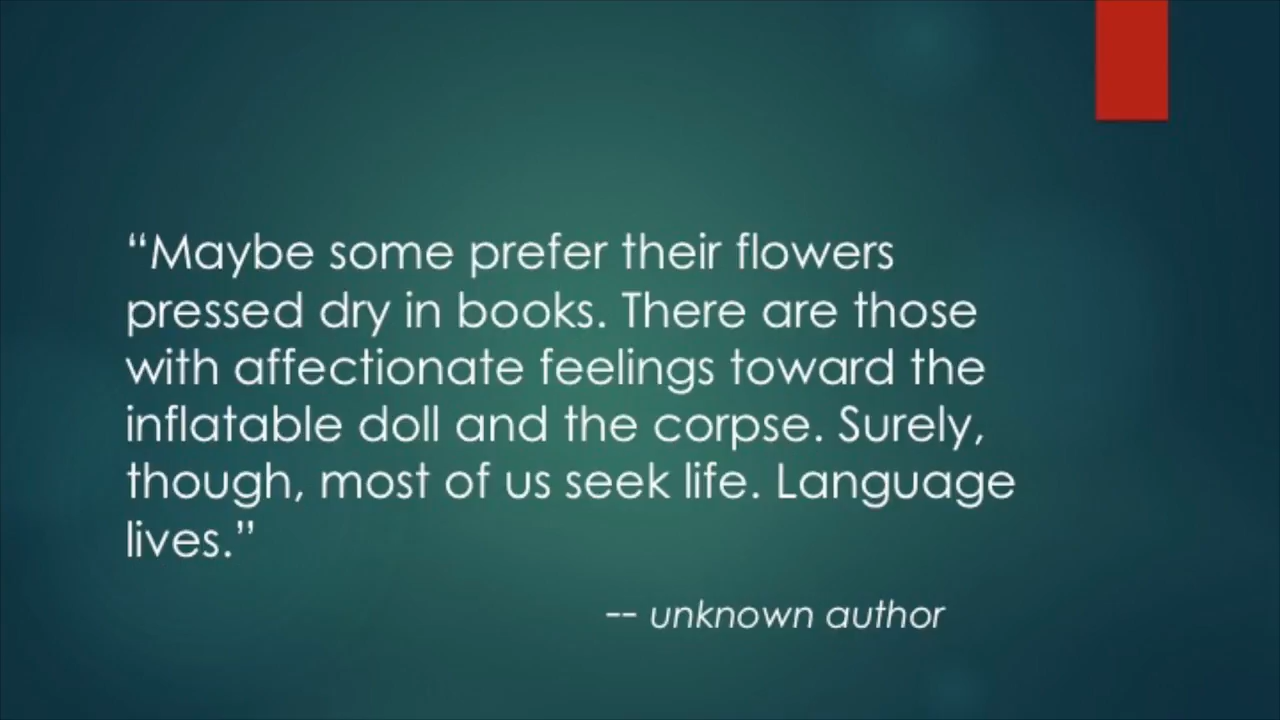 “Maybe some prefer their flowers
pressed dry in books. There are those
with affectionate feelings toward the
inflatable doll and the corpse. Surely,
though, most of us seek life. Language
lives.”
-- unknown author